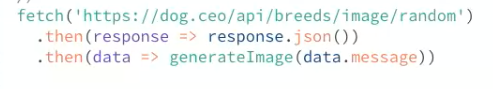 fetch('https://dog.ceo/api/breeds/image/random')
.then(response => response.json())
.then(data => generateImage(data.message))